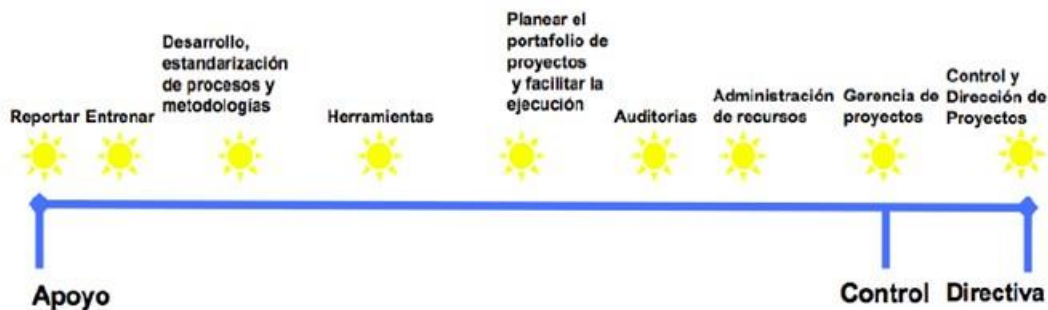 Reportar
Entrenar
Desarrollo,
estandarización
de procesos y
metodologías
Herramientas
Planear el
portafolio de
proyectos
y facilitar la
ejecución
Auditorias
Administración
de recursos
Gerencia de
proyectos
Control y
Dirección de
Proyectos
Apoyo
Control
Directiva